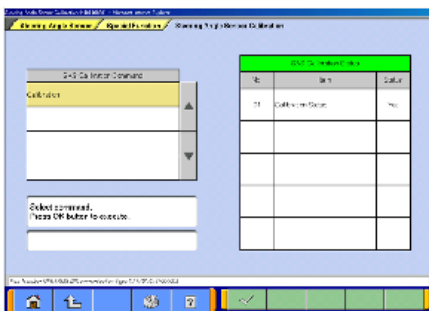 Steering Angle Sensor Special Function Steering Angle Sensor Calibration
SAS Calibration Command
Calibration
Select command.
Press OK button to execute.
SAS Calibration Status
No Item Status
01 Calibration Status Yes